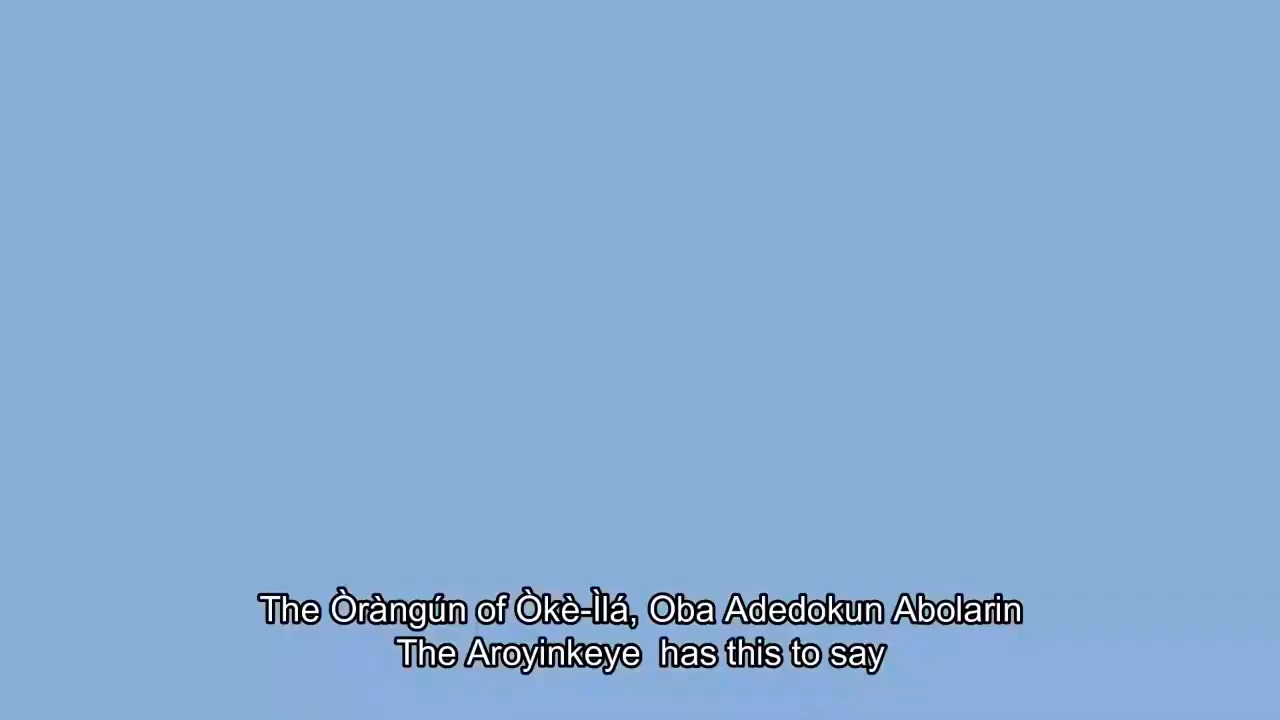 The Òràngún of Òkè-Ìlá, Oba Adedokun Abolarin
The Aroyinkeye  has this to say